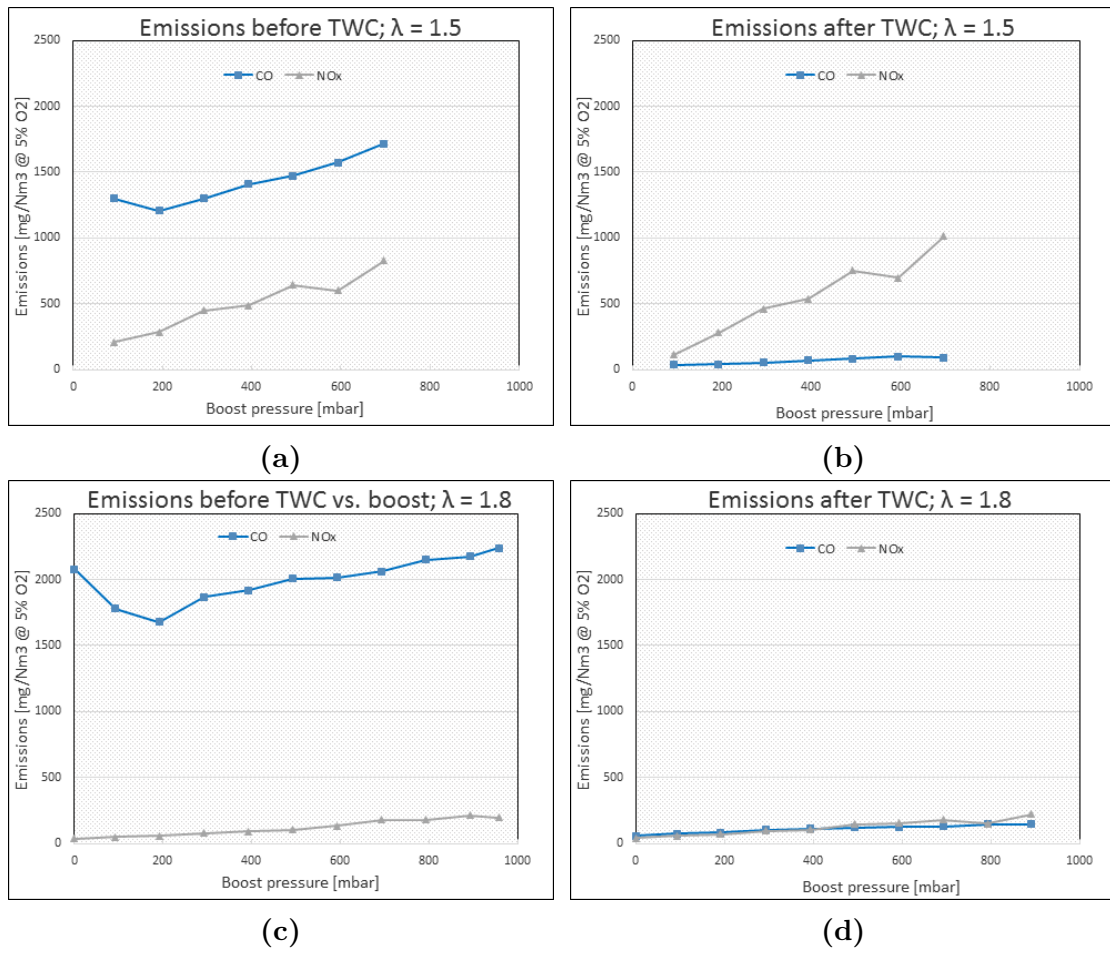 Emissions before TWC; λ = 1.5
CO NOx
Emissions [mg/Nm3 @ 5% O2]
2500
2000
1500
1000
500
0
0 200 400 600 800 1000
Boost pressure [mbar]
(a)
Emissions after TWC; λ = 1.5
CO NOx
Emissions [mg/Nm3 @ 5% O2]
2500
2000
1500
1000
500
0
0 200 400 600 800 1000
Boost pressure [mbar]
(b)
Emissions before TWC vs. boost; λ = 1.8
CO NOx
Emissions [mg/Nm3 @ 5% O2]
2500
2000
1500
1000
500
0
0 200 400 600 800 1000
Boost pressure [mbar]
(c)
Emissions after TWC; λ = 1.8
CO NOx
Emissions [mg/Nm3 @ 5% O2]
2500
2000
1500
1000
500
0
0 200 400 600 800 1000
Boost pressure [mbar]
(d)